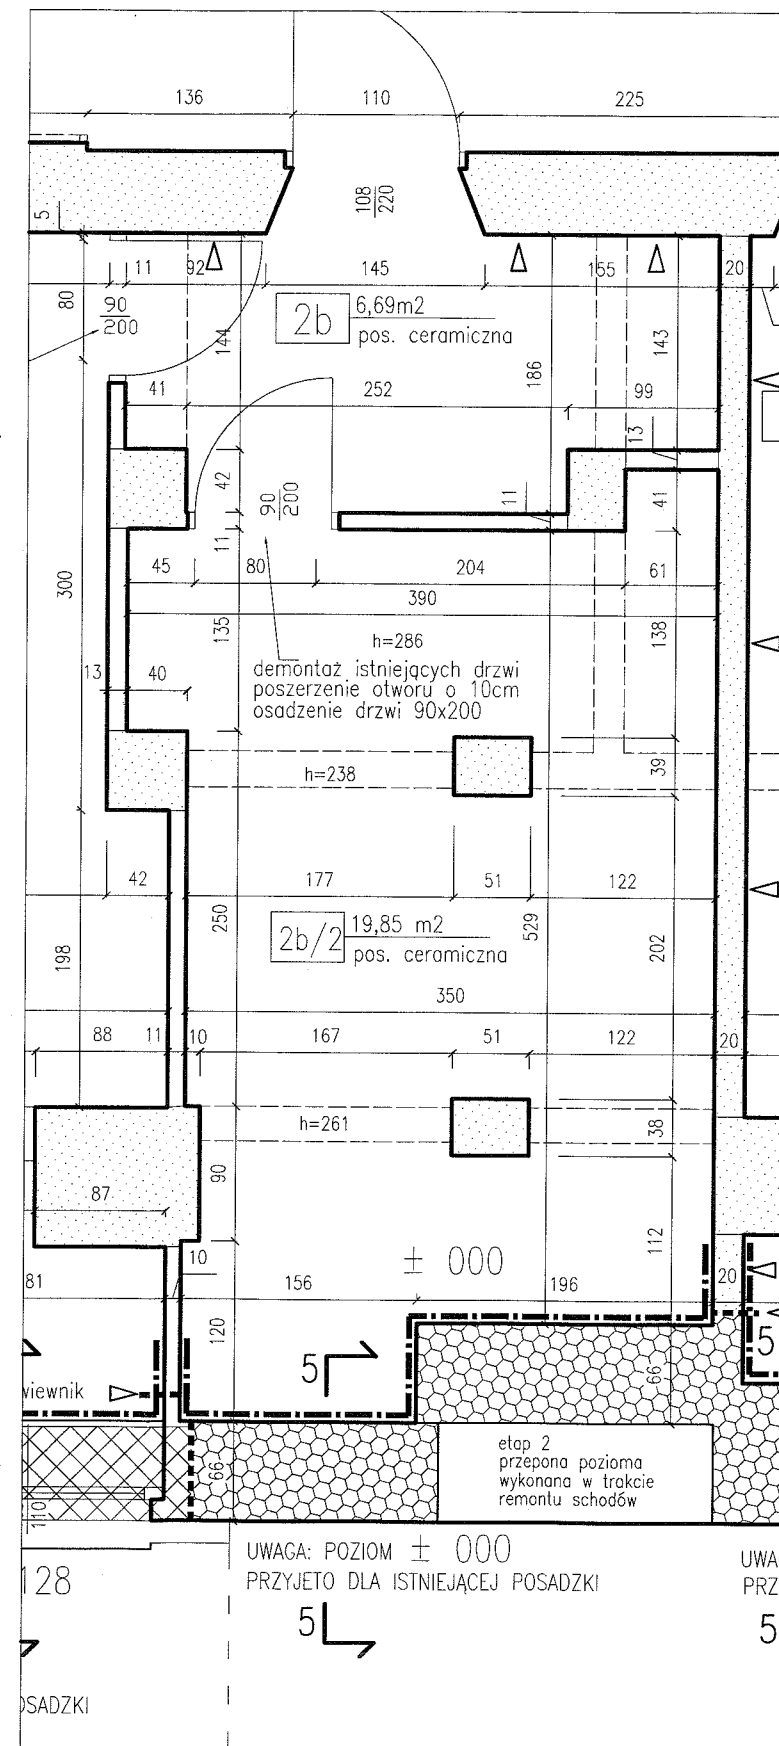 136 110 225
108
220
5
11 92 145 155 20
80
90
200
2b 6,69m2
pos. ceramiczna
144
186
143
41 252 99
13
42
90
200
11
41
11
45 80 204 61
390
300
135
138
h=286
13 40
demontaż istniejących drzwi
poszerzenie otworu o 10cm
osadzenie drzwi 90x200
h=238
39
42 177 51 122
250
529
2b/2 19,85 m2
pos. ceramiczna
198
202
350
88 11 10 167 51 122 20
h=261
38
90
87
112
± 000
10
81 156 196 20
120
5
5
66
wiewnik
etap 2
przepona pozioma
wykonana w trakcie
remontu schodów
66
110
UWAGA: POZIOM ± 000
PRZYJETO DLA ISTNIEJĄCEJ POSADZKI
128
UWA
PRZ
5
5
OSADZKI